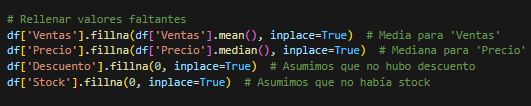 # Rellenar valores faltantes
df['Ventas'].fillna(df['Ventas'].mean(), inplace=True)  # Media para 'Ventas'
df['Precio'].fillna(df['Precio'].median(), inplace=True)  # Mediana para 'Precio'
df['Descuento'].fillna(0, inplace=True)  # Asumimos que no hubo descuento
df['Stock'].fillna(0, inplace=True)  # Asumimos que no había stock